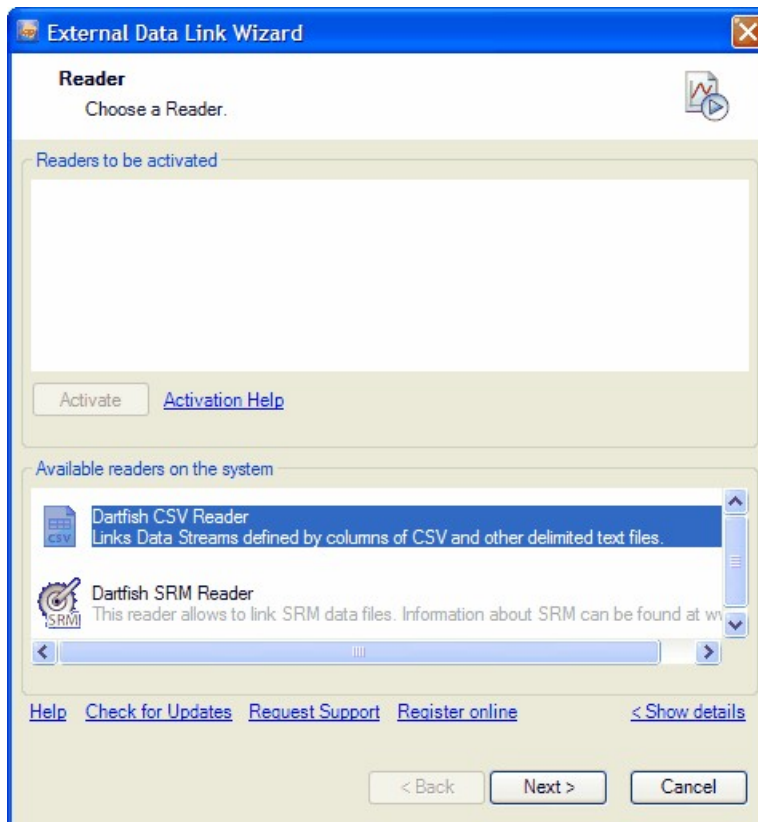 External Data Link Wizard
Reader
Choose a Reader.
Readers to be activated
Activate Activation Help
Available readers on the system
Dartfish CSV Reader
CSV Links Data Streams defined by columns of CSV and other delimited text files.
Dartfish SRM Reader
SRM This reader allows to link SRM data files. Information about SRM can be found at
Help Check for Updates Request Support Register online < Show details
< Back Next > Cancel